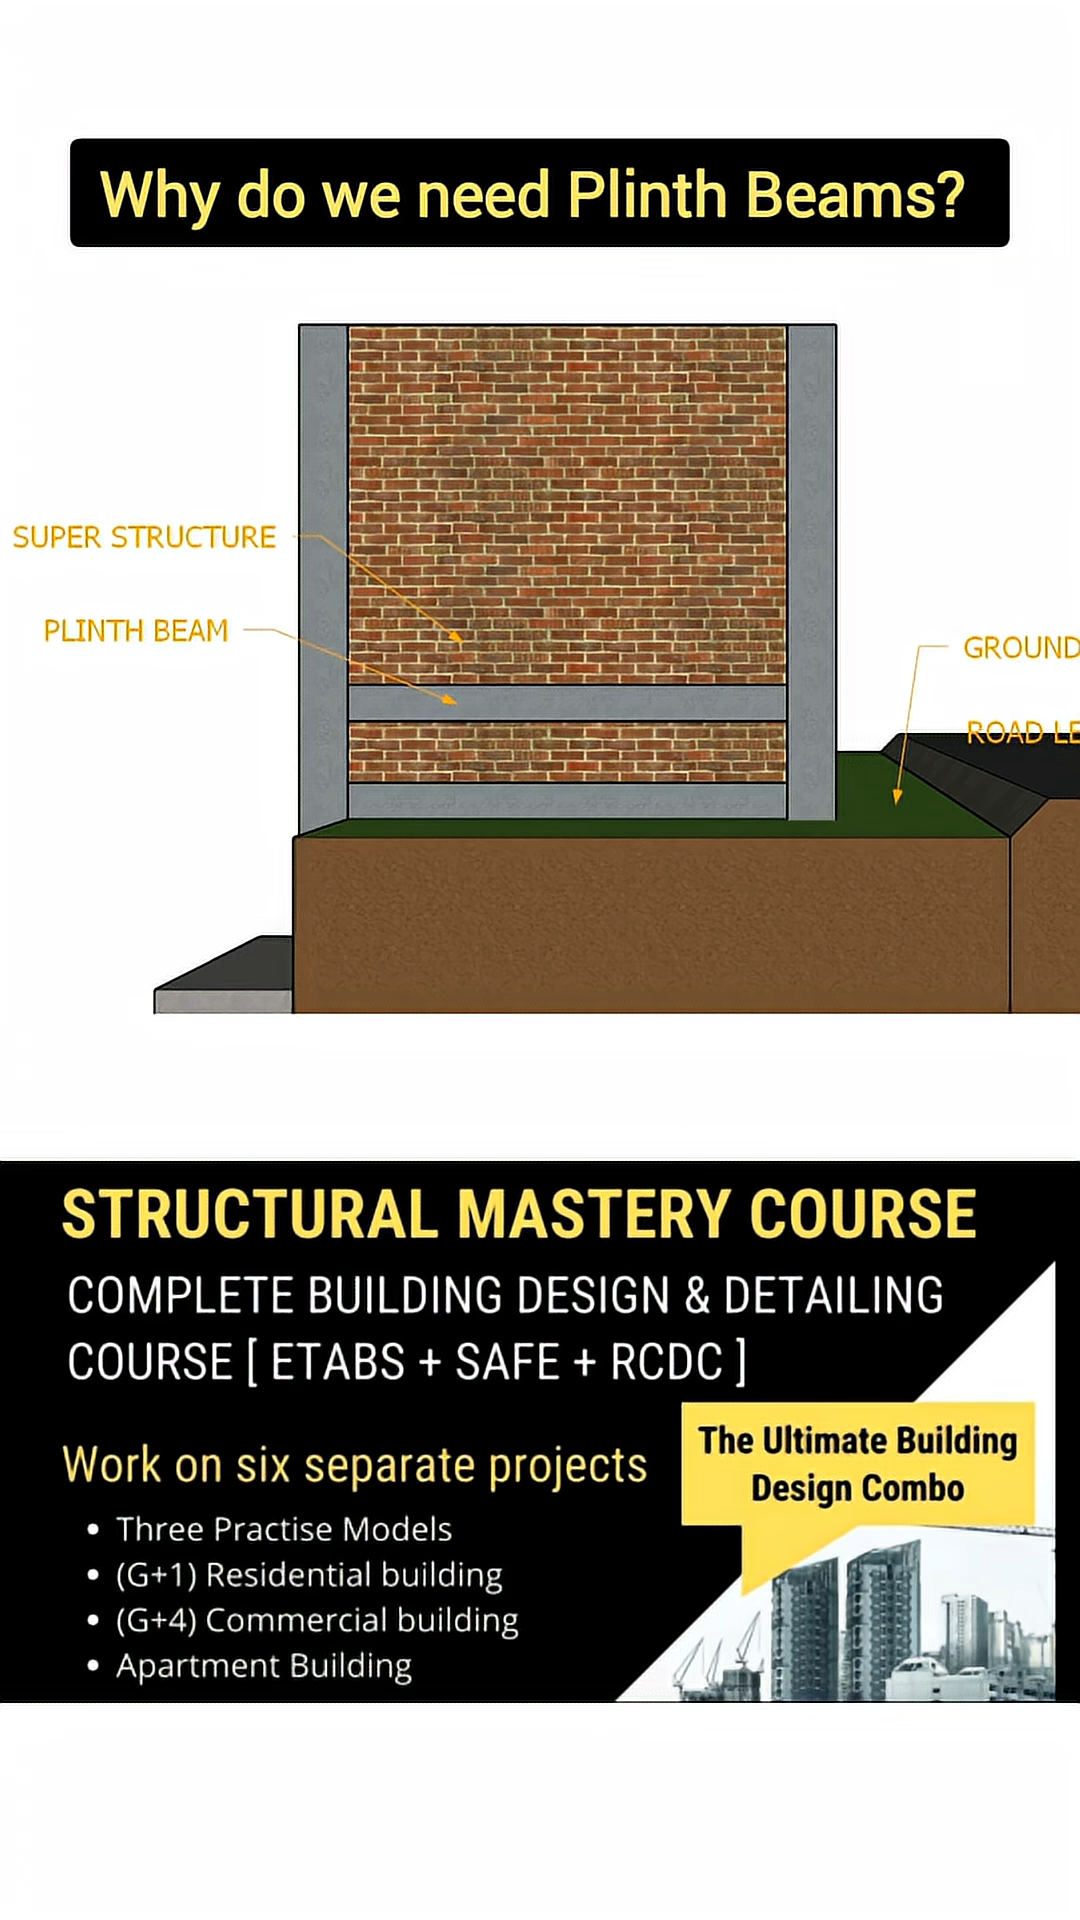 Why do we need Plinth Beams?
SUPER STRUCTURE
PLINTH BEAM
GROUND
ROAD LE
STRUCTURAL MASTERY COURSE
COMPLETE BUILDING DESIGN & DETAILING
COURSE [ ETABS + SAFE + RCDC ]
The Ultimate Building
Design Combo
Work on six separate projects
• Three Practise Models
• (G+1) Residential building
• (G+4) Commercial building
• Apartment Building